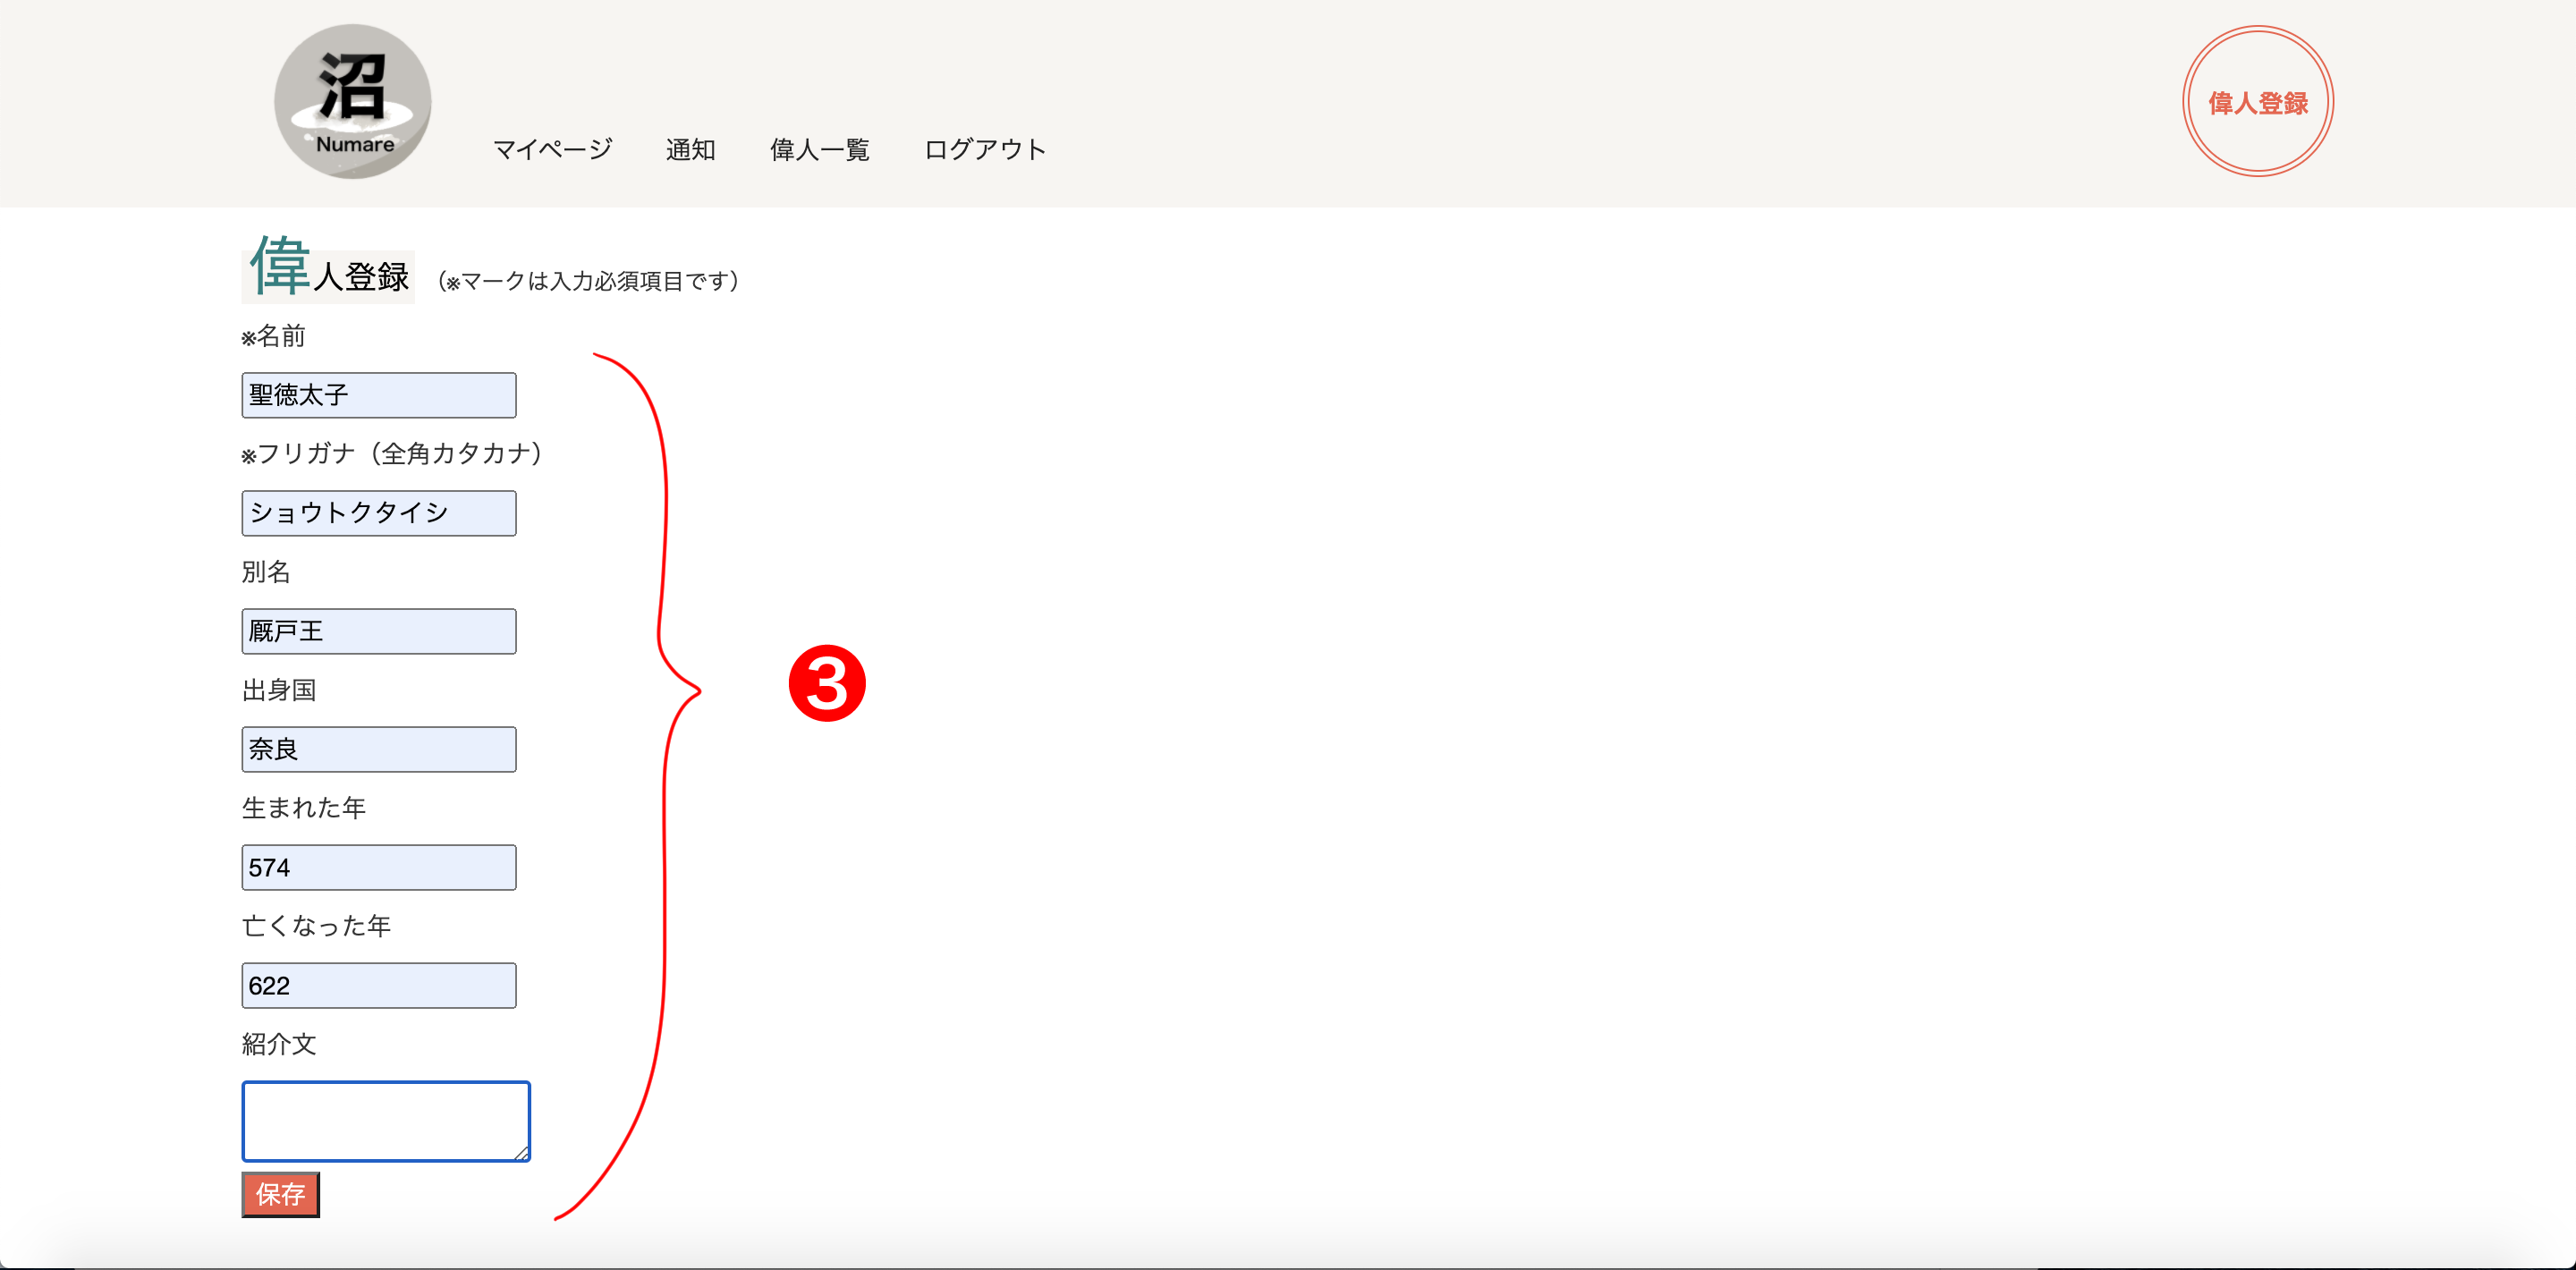 沼
Numare
マイページ 通知 偉人一覧 ログアウト
偉人登録
偉人登録 （※マークは入力必須項目です）
※名前
聖徳太子
※フリガナ（全角カタカナ）
ショウトクタイシ
別名
厩戸王
出身国
奈良
生まれた年
574
亡くなった年
622
紹介文
保存
3